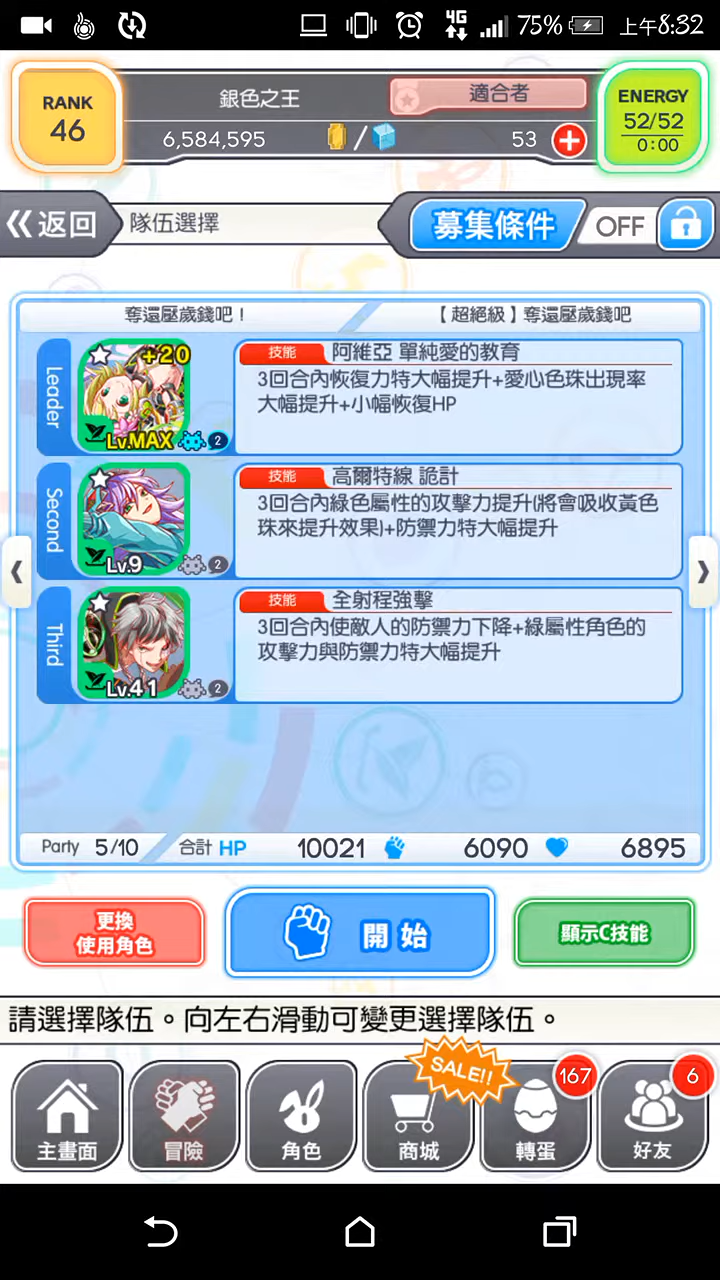 4G 75% 上午8:32
RANK 46
銀色之王
適合者
ENERGY
52/52
0:00
6,584,595 / 53
返回
隊伍選擇
募集條件
OFF
奪還壓歲錢吧！
【超絕級】奪還壓歲錢吧
Leader
+20
Lv.MAX
2
技能 阿維亞 單純愛的教育
3回合內恢復力特大幅提升+愛心色珠出現率
大幅提升+小幅恢復HP
Second
Lv.9
2
技能 高爾特線 詭計
3回合內綠色屬性的攻擊力提升(將會吸收黃色
珠來提升效果)+防禦力特大幅提升
Third
Lv.41
2
技能 全射程強擊
3回合內使敵人的防禦力下降+綠屬性角色的
攻擊力與防禦力特大幅提升
Party 5/10 合計 HP 10021 6090 6895
更換
使用角色
開始
顯示C技能
請選擇隊伍。向左右滑動可變更選擇隊伍。
SALE!!
167
6
主畫面
冒險
角色
商城
轉蛋
好友